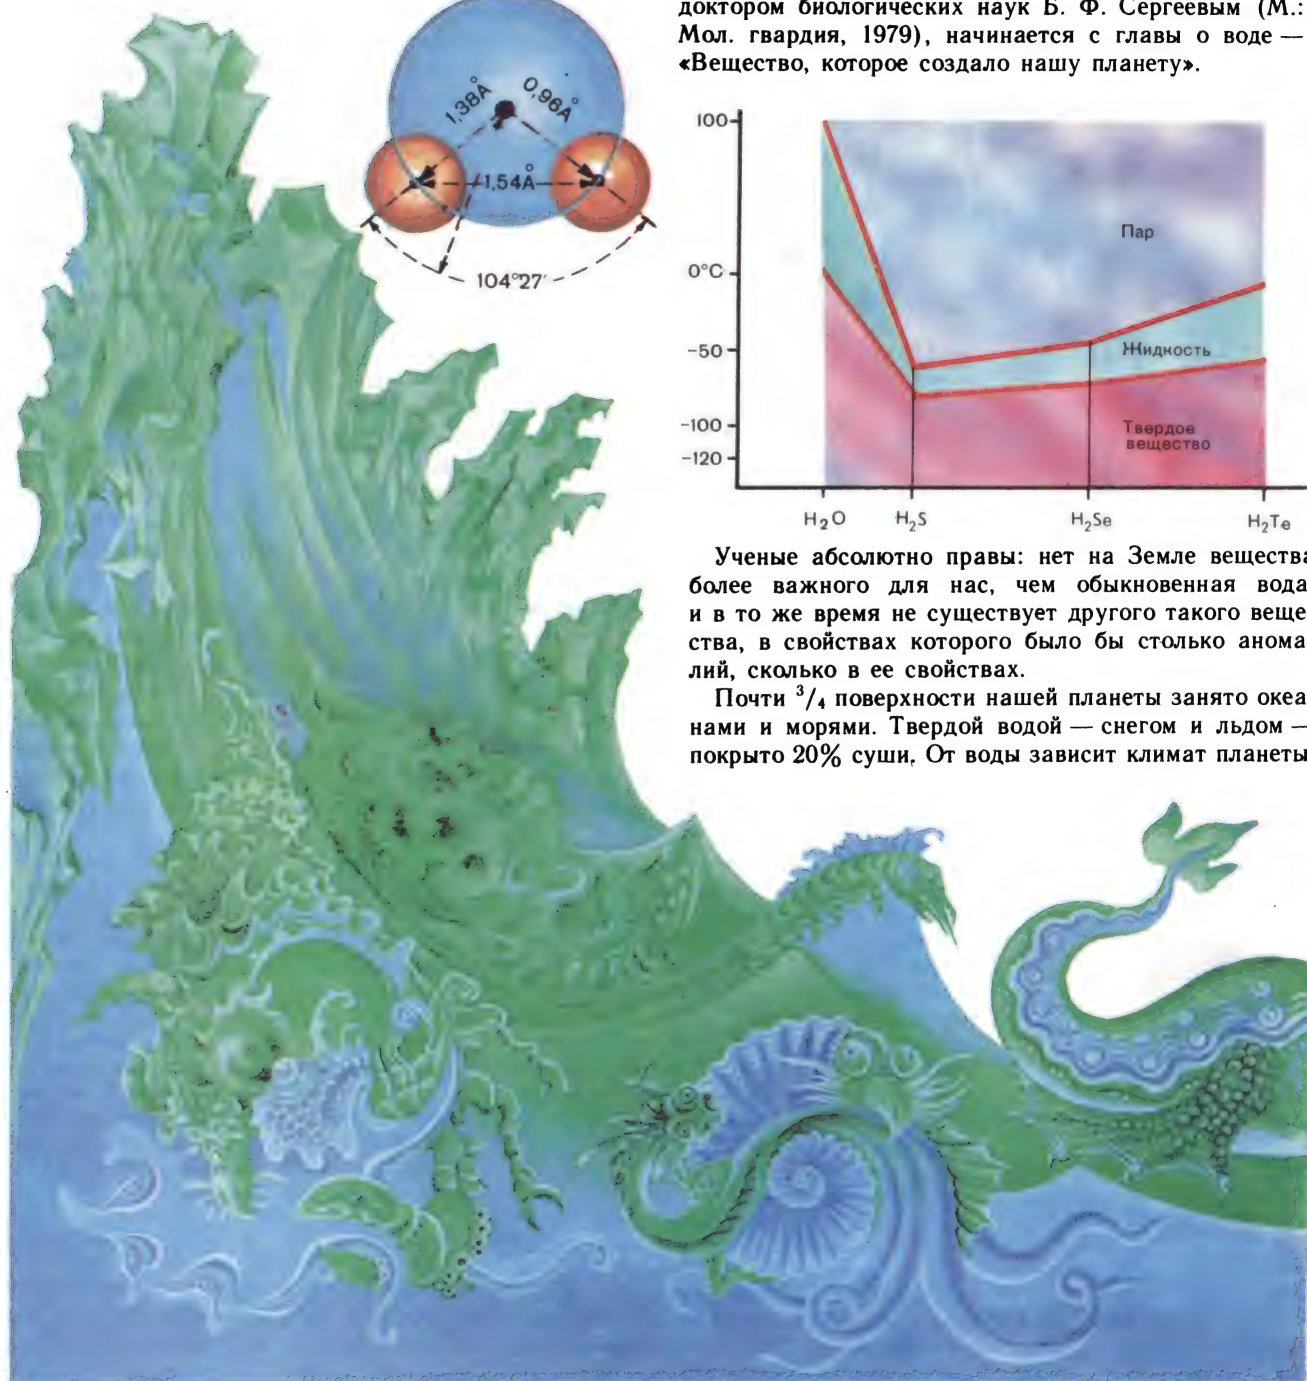 доктором биологических наук Б. Ф. Сергеевым (М.:
Мол. гвардия, 1979), начинается с главы о воде —
«Вещество, которое создало нашу планету».
1,38Å
0,96Å
1,54Å
104°27′
100
0°C
-50
-100
-120
Пар
Жидкость
Твердое
вещество
H₂O
H₂S
H₂Se
H₂Te
Ученые абсолютно правы: нет на Земле вещества
более важного для нас, чем обыкновенная вода
и в то же время не существует другого такого веще
ства, в свойствах которого было бы столько анома
лий, сколько в ее свойствах.
Почти ³/₄ поверхности нашей планеты занято океа
нами и морями. Твердой водой — снегом и льдом —
покрыто 20% суши. От воды зависит климат планеты